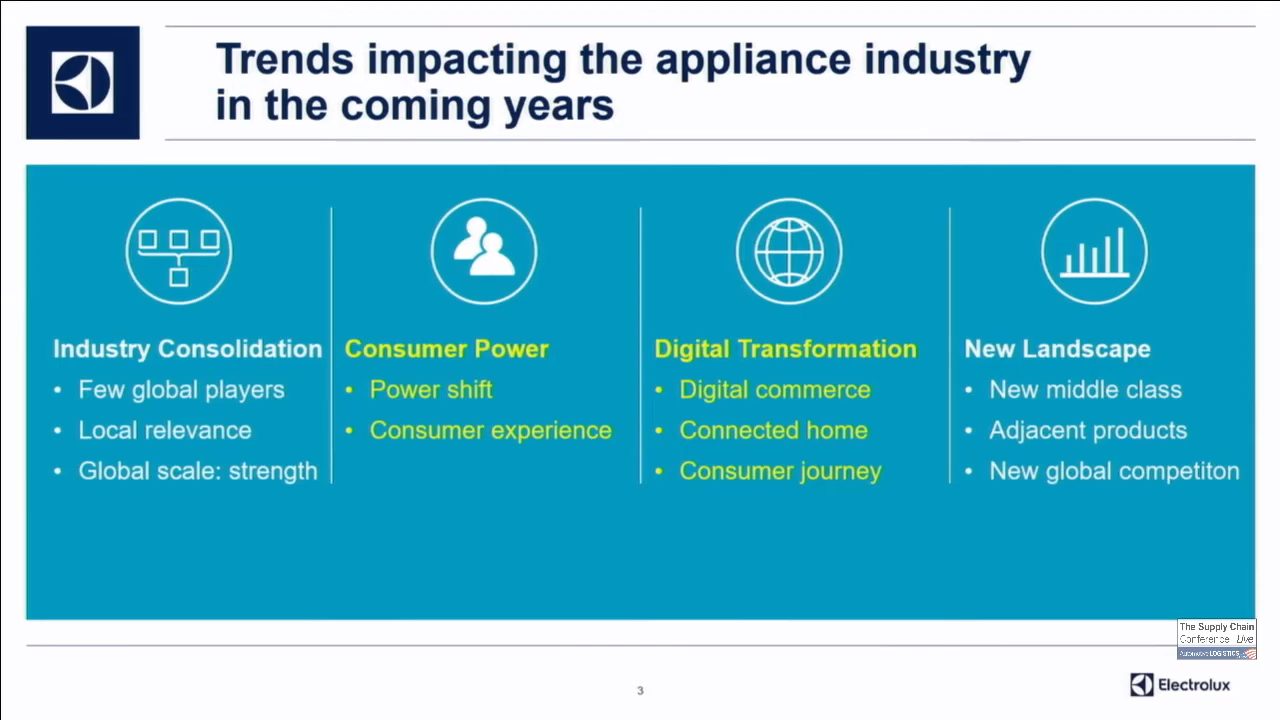 Trends impacting the appliance industry
in the coming years
Industry Consolidation
• Few global players
• Local relevance
• Global scale: strength
Consumer Power
• Power shift
• Consumer experience
Digital Transformation
• Digital commerce
• Connected home
• Consumer journey
New Landscape
• New middle class
• Adjacent products
• New global competiton
The Supply Chain
Conference Live
Automotive LOGISTICS
3
Electrolux